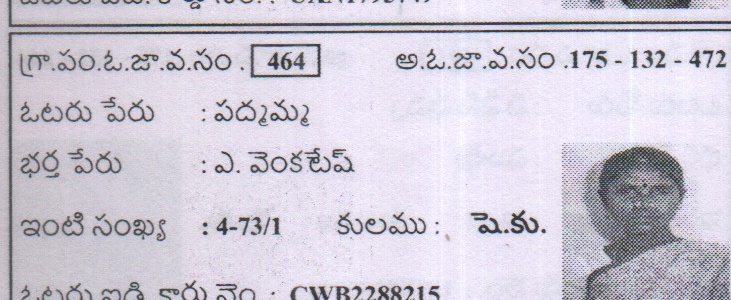 గ్రా.పం.ఓ.జా.వ.సం . 464 అ.ఓ.జా.వ.సం .175 - 132 - 472
ఓటరు పేరు : పద్మమ్మ
భర్త పేరు : ఎ. వెంకటేష్
ఇంటి సంఖ్య : 4-73/1 కులము : షె.కు.
ఓటరు ఐడి. కార్డు నెం : CWB2288215